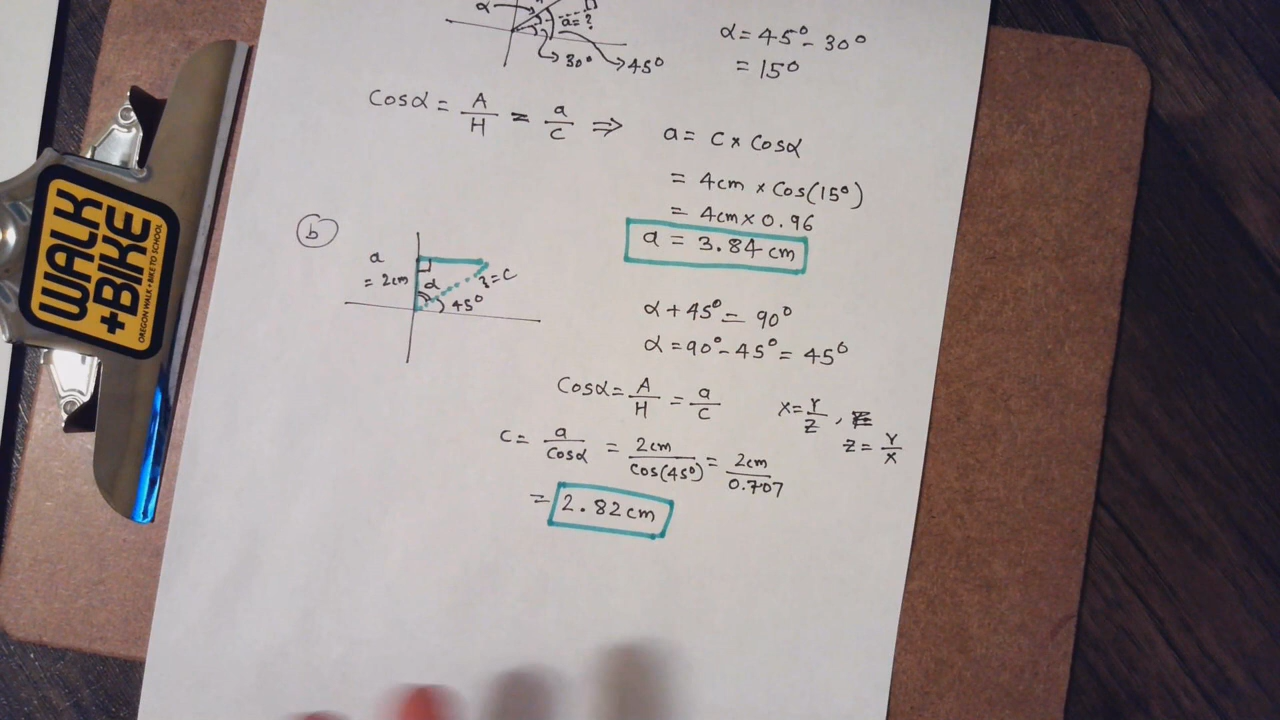 α
a = ?
30°
45°
α = 45° - 30°
= 15°
Cosα = A/H = a/c ⇒ a = c × Cosα
= 4cm × Cos(15°)
= 4cm × 0.96
a = 3.84 cm
b
a
= 2cm
α
?=c
45°
α + 45° = 90°
α = 90° - 45° = 45°
Cosα = A/H = a/c
x = Y/Z ,
Z = Y/X
c = a/Cosα = 2cm/Cos(45°) = 2cm/0.707
= 2.82cm
WALK
+BIKE
OREGON WALK + BIKE TO SCHOOL